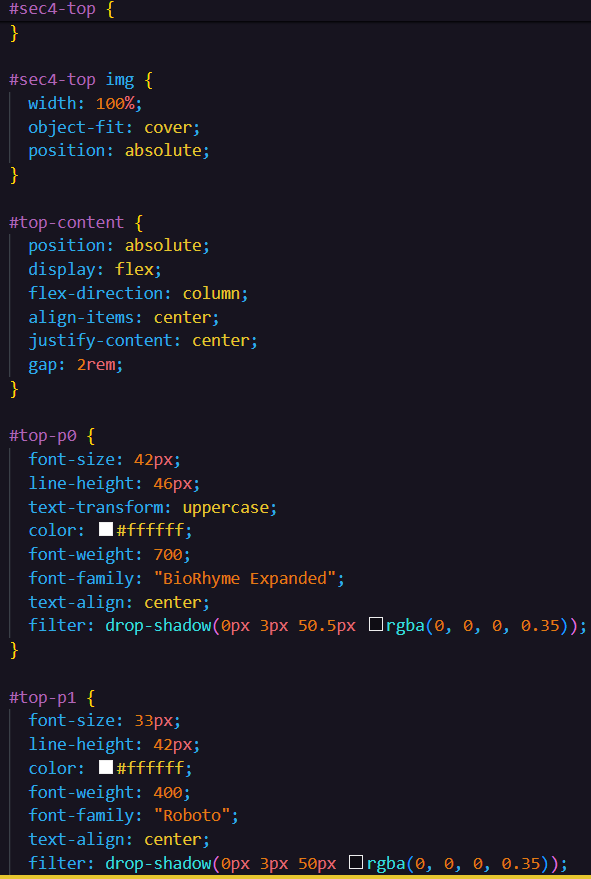 #sec4-top {
}
#sec4-top img {
width: 100%;
object-fit: cover;
position: absolute;
}
#top-content {
position: absolute;
display: flex;
flex-direction: column;
align-items: center;
justify-content: center;
gap: 2rem;
}
#top-p0 {
font-size: 42px;
line-height: 46px;
text-transform: uppercase;
color: #ffffff;
font-weight: 700;
font-family: "BioRhyme Expanded";
text-align: center;
filter: drop-shadow(0px 3px 50.5px rgba(0, 0, 0, 0.35));
}
#top-p1 {
font-size: 33px;
line-height: 42px;
color: #ffffff;
font-weight: 400;
font-family: "Roboto";
text-align: center;
filter: drop-shadow(0px 3px 50px rgba(0, 0, 0, 0.35));